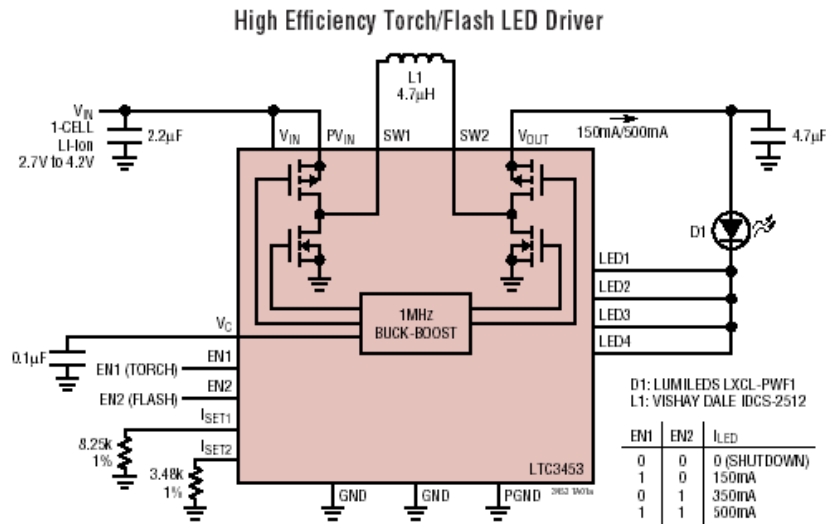 High Efficiency Torch/Flash LED Driver
L1
4.7µH
VIN
1-CELL
LI-Ion
2.7V to 4.2V
2.2µF
VIN
PVIN
SW1
SW2
VOUT
150mA/500mA
4.7µF
D1
LED1
LED2
LED3
LED4
1MHz
BUCK-BOOST
VC
0.1µF
EN1
EN1 (TORCH)
EN2
EN2 (FLASH)
ISET1
8.25k
1%
ISET2
3.48k
1%
LTC3453
GND
GND
PGND
3453 TA01a
D1: LUMILEDS LXCL-PWF1
L1: VISHAY DALE IDCS-2512
EN1 EN2 ILED
0 0 0 (SHUTDOWN)
1 0 150mA
0 1 350mA
1 1 500mA